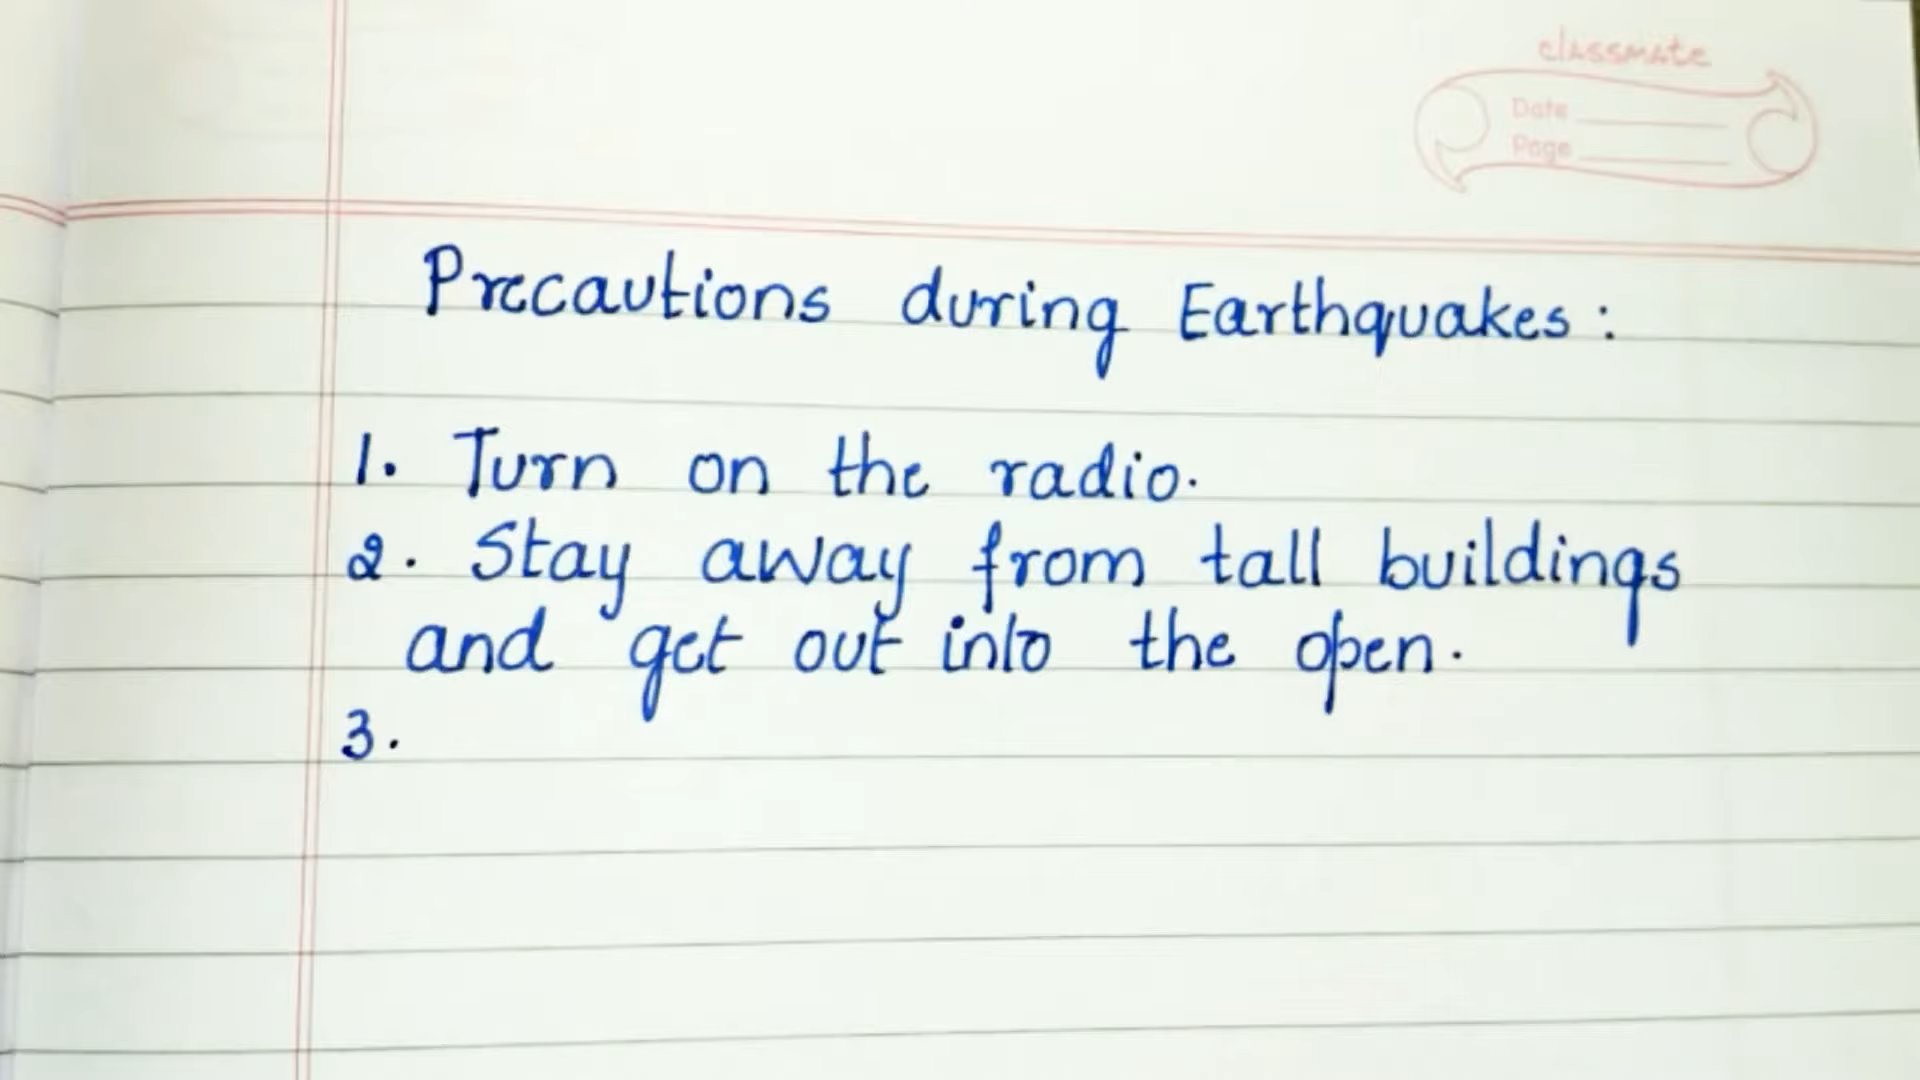 classmate
Date
Page
Precautions during Earthquakes :
1. Turn on the radio.
2. Stay away from tall buildings
and get out into the open.
3.